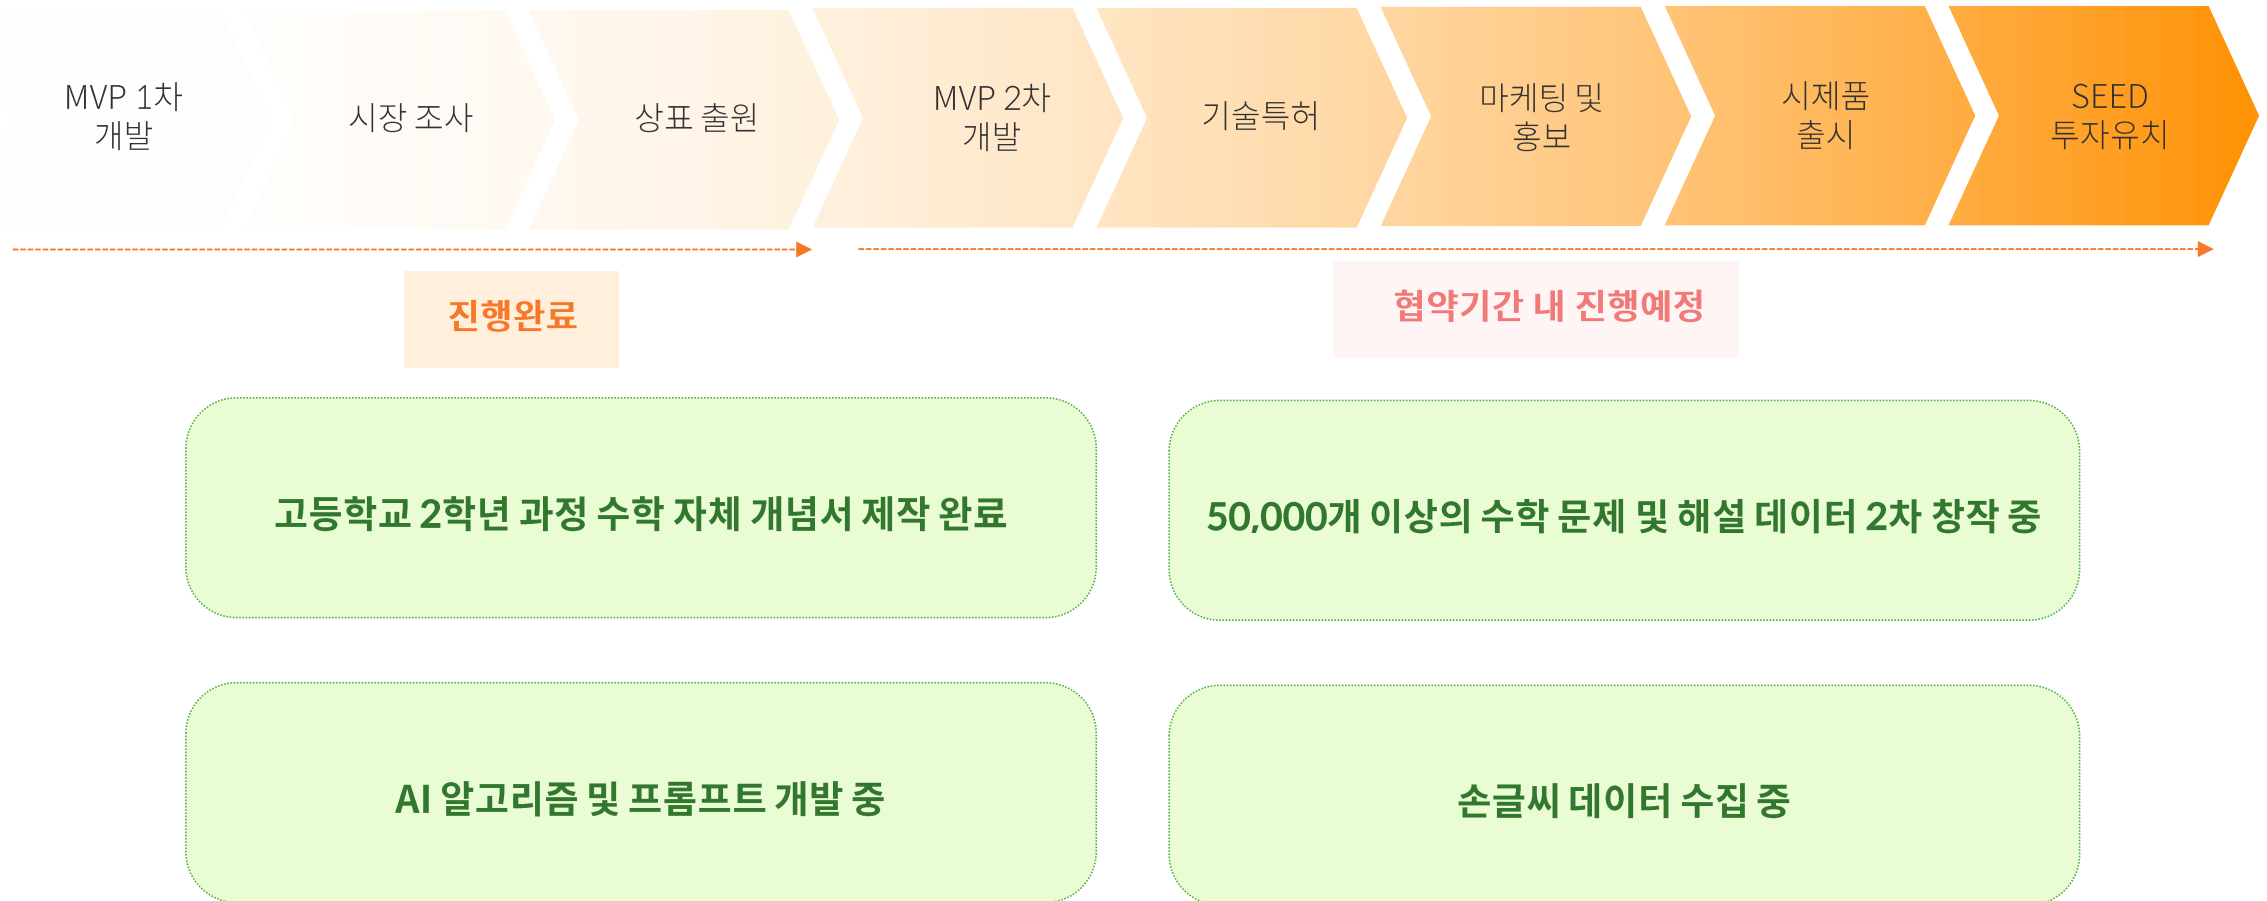 MVP 1차
개발
시장 조사
상표 출원
MVP 2차
개발
기술특허
마케팅 및
홍보
시제품
출시
SEED
투자유치
진행완료
협약기간 내 진행예정
고등학교 2학년 과정 수학 자체 개념서 제작 완료
50,000개 이상의 수학 문제 및 해설 데이터 2차 창작 중
AI 알고리즘 및 프롬프트 개발 중
손글씨 데이터 수집 중